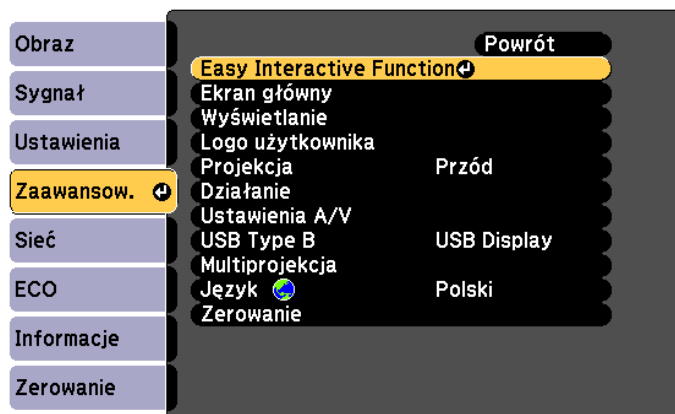 Obraz
Sygnał
Ustawienia
Zaawansow.
Sieć
ECO
Informacje
Zerowanie
Powrót
Easy Interactive Function
Ekran główny
Wyświetlanie
Logo użytkownika
Projekcja Przód
Działanie
Ustawienia A/V
USB Type B USB Display
Multiprojekcja
Język Polski
Zerowanie